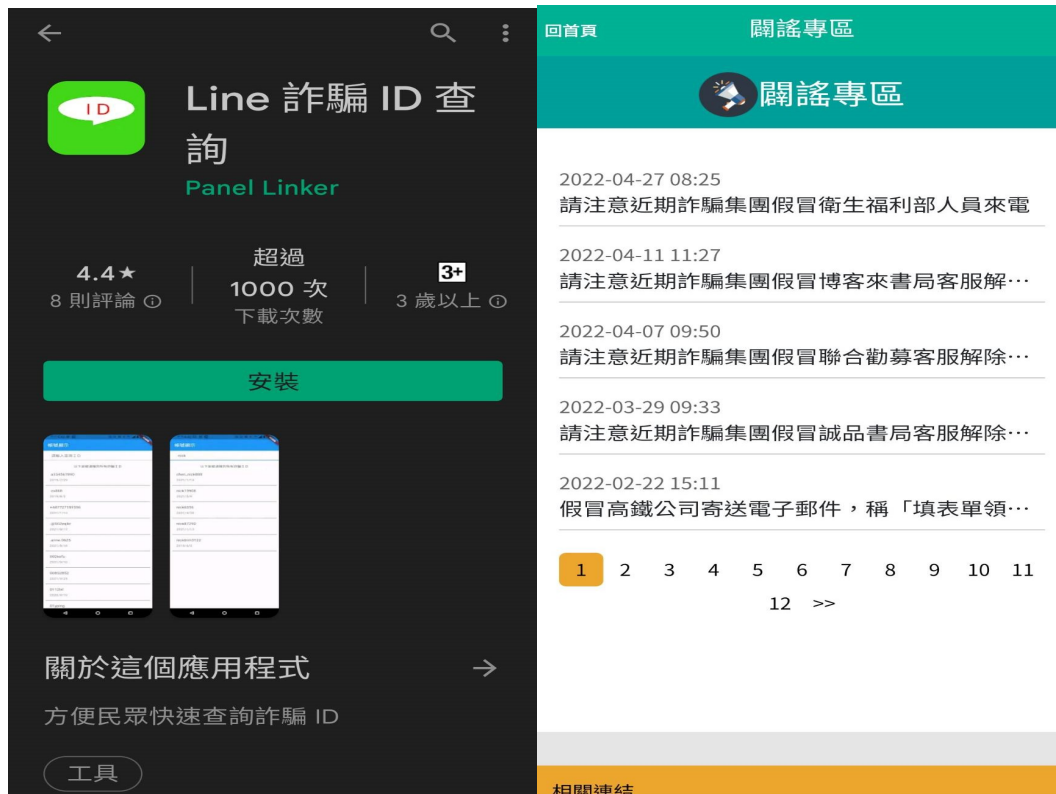 ID
Line 詐騙 ID 查
詢
Panel Linker
4.4★
8 則評論
超過
1000 次
下載次數
3+
3 歲以上
安裝
關於這個應用程式
方便民眾快速查詢詐騙 ID
工具
回首頁
闢謠專區
闢謠專區
2022-04-27 08:25
請注意近期詐騙集團假冒衛生福利部人員來電
2022-04-11 11:27
請注意近期詐騙集團假冒博客來書局客服解⋯
2022-04-07 09:50
請注意近期詐騙集團假冒聯合勸募客服解除⋯
2022-03-29 09:33
請注意近期詐騙集團假冒誠品書局客服解除⋯
2022-02-22 15:11
假冒高鐵公司寄送電子郵件，稱「填表單領⋯
1 2 3 4 5 6 7 8 9 10 11
12 >>
相關連結